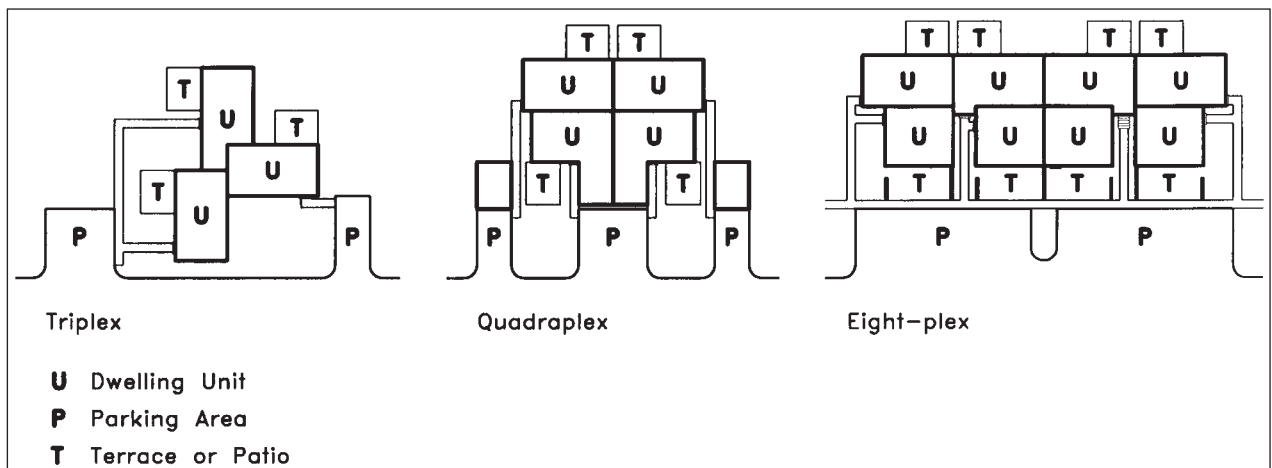 T T T T T T
T U U U U U U
U T
U U U U U U
T U T T T T T T
P P P P P P P
Triplex Quadraplex Eight-plex
U Dwelling Unit
P Parking Area
T Terrace or Patio